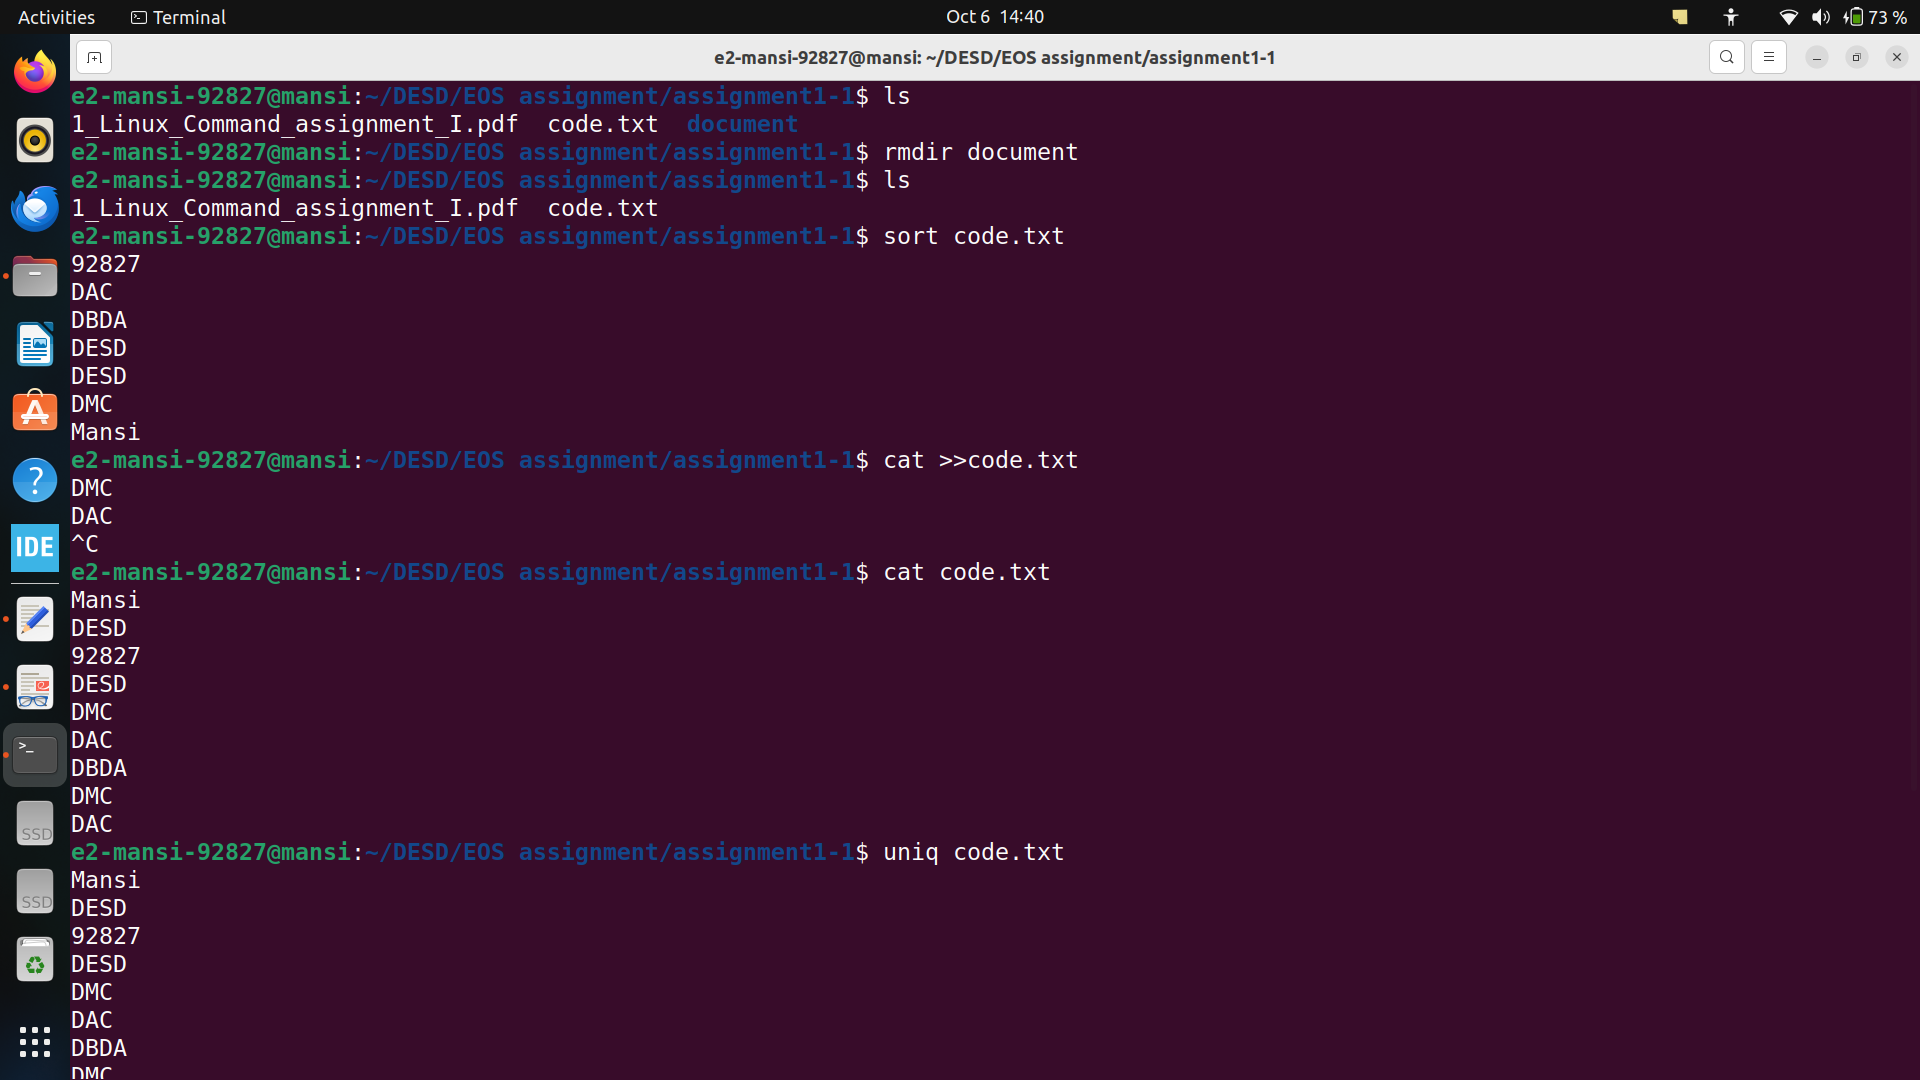 Activities Terminal Oct 6 14:40 73 %
e2-mansi-92827@mansi: ~/DESD/EOS assignment/assignment1-1
e2-mansi-92827@mansi:~/DESD/EOS assignment/assignment1-1$ ls
1_Linux_Command_assignment_I.pdf code.txt document
e2-mansi-92827@mansi:~/DESD/EOS assignment/assignment1-1$ rmdir document
e2-mansi-92827@mansi:~/DESD/EOS assignment/assignment1-1$ ls
1_Linux_Command_assignment_I.pdf code.txt
e2-mansi-92827@mansi:~/DESD/EOS assignment/assignment1-1$ sort code.txt
92827
DAC
DBDA
DESD
DESD
DMC
Mansi
e2-mansi-92827@mansi:~/DESD/EOS assignment/assignment1-1$ cat >>code.txt
DMC
DAC
^C
e2-mansi-92827@mansi:~/DESD/EOS assignment/assignment1-1$ cat code.txt
Mansi
DESD
92827
DESD
DMC
DAC
DBDA
DMC
DAC
e2-mansi-92827@mansi:~/DESD/EOS assignment/assignment1-1$ uniq code.txt
Mansi
DESD
92827
DESD
DMC
DAC
DBDA
DMC
?
IDE
>_
SSD
SSD